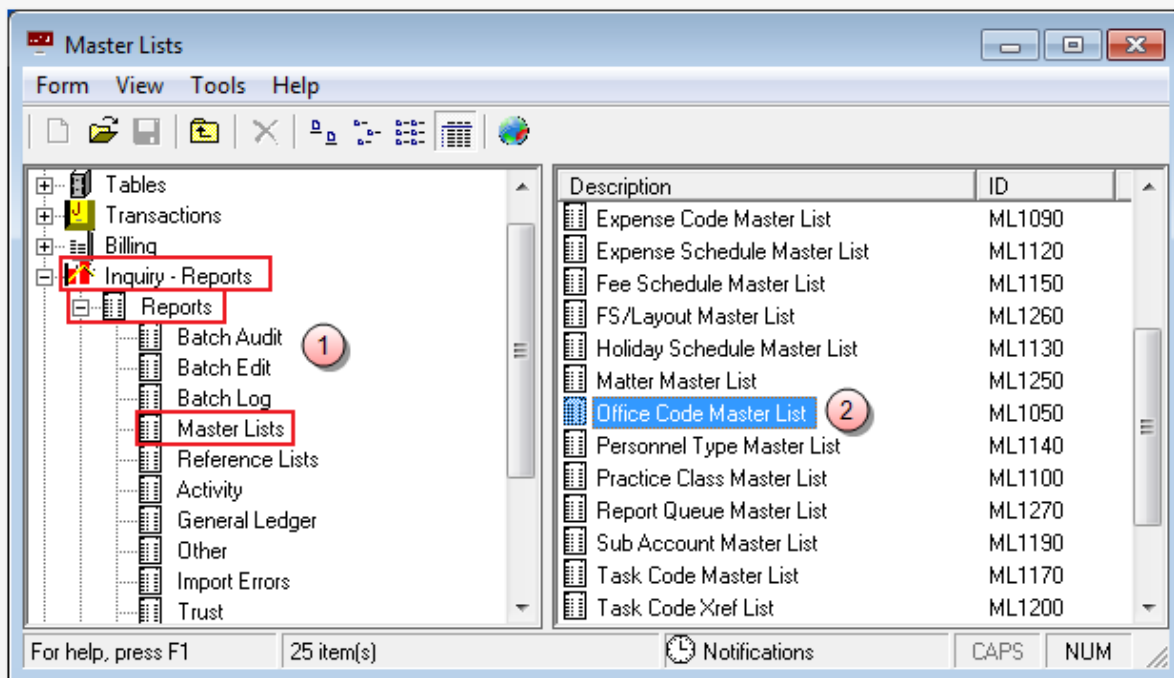 Master Lists
Form View Tools Help
Tables
Transactions
Billing
Inquiry - Reports
Reports
Batch Audit
1
Batch Edit
Batch Log
Master Lists
Reference Lists
Activity
General Ledger
Other
Import Errors
Trust
Description ID
Expense Code Master List ML1090
Expense Schedule Master List ML1120
Fee Schedule Master List ML1150
FS/Layout Master List ML1260
Holiday Schedule Master List ML1130
Matter Master List ML1250
Office Code Master List 2 ML1050
Personnel Type Master List ML1140
Practice Class Master List ML1100
Report Queue Master List ML1270
Sub Account Master List ML1190
Task Code Master List ML1170
Task Code Xref List ML1200
For help, press F1 25 item(s) Notifications CAPS NUM